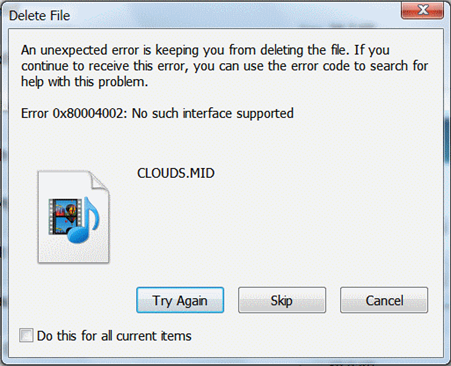 Delete File
An unexpected error is keeping you from deleting the file. If you
continue to receive this error, you can use the error code to search for
help with this problem.
Error 0x80004002: No such interface supported
CLOUDS.MID
Try Again Skip Cancel
Do this for all current items